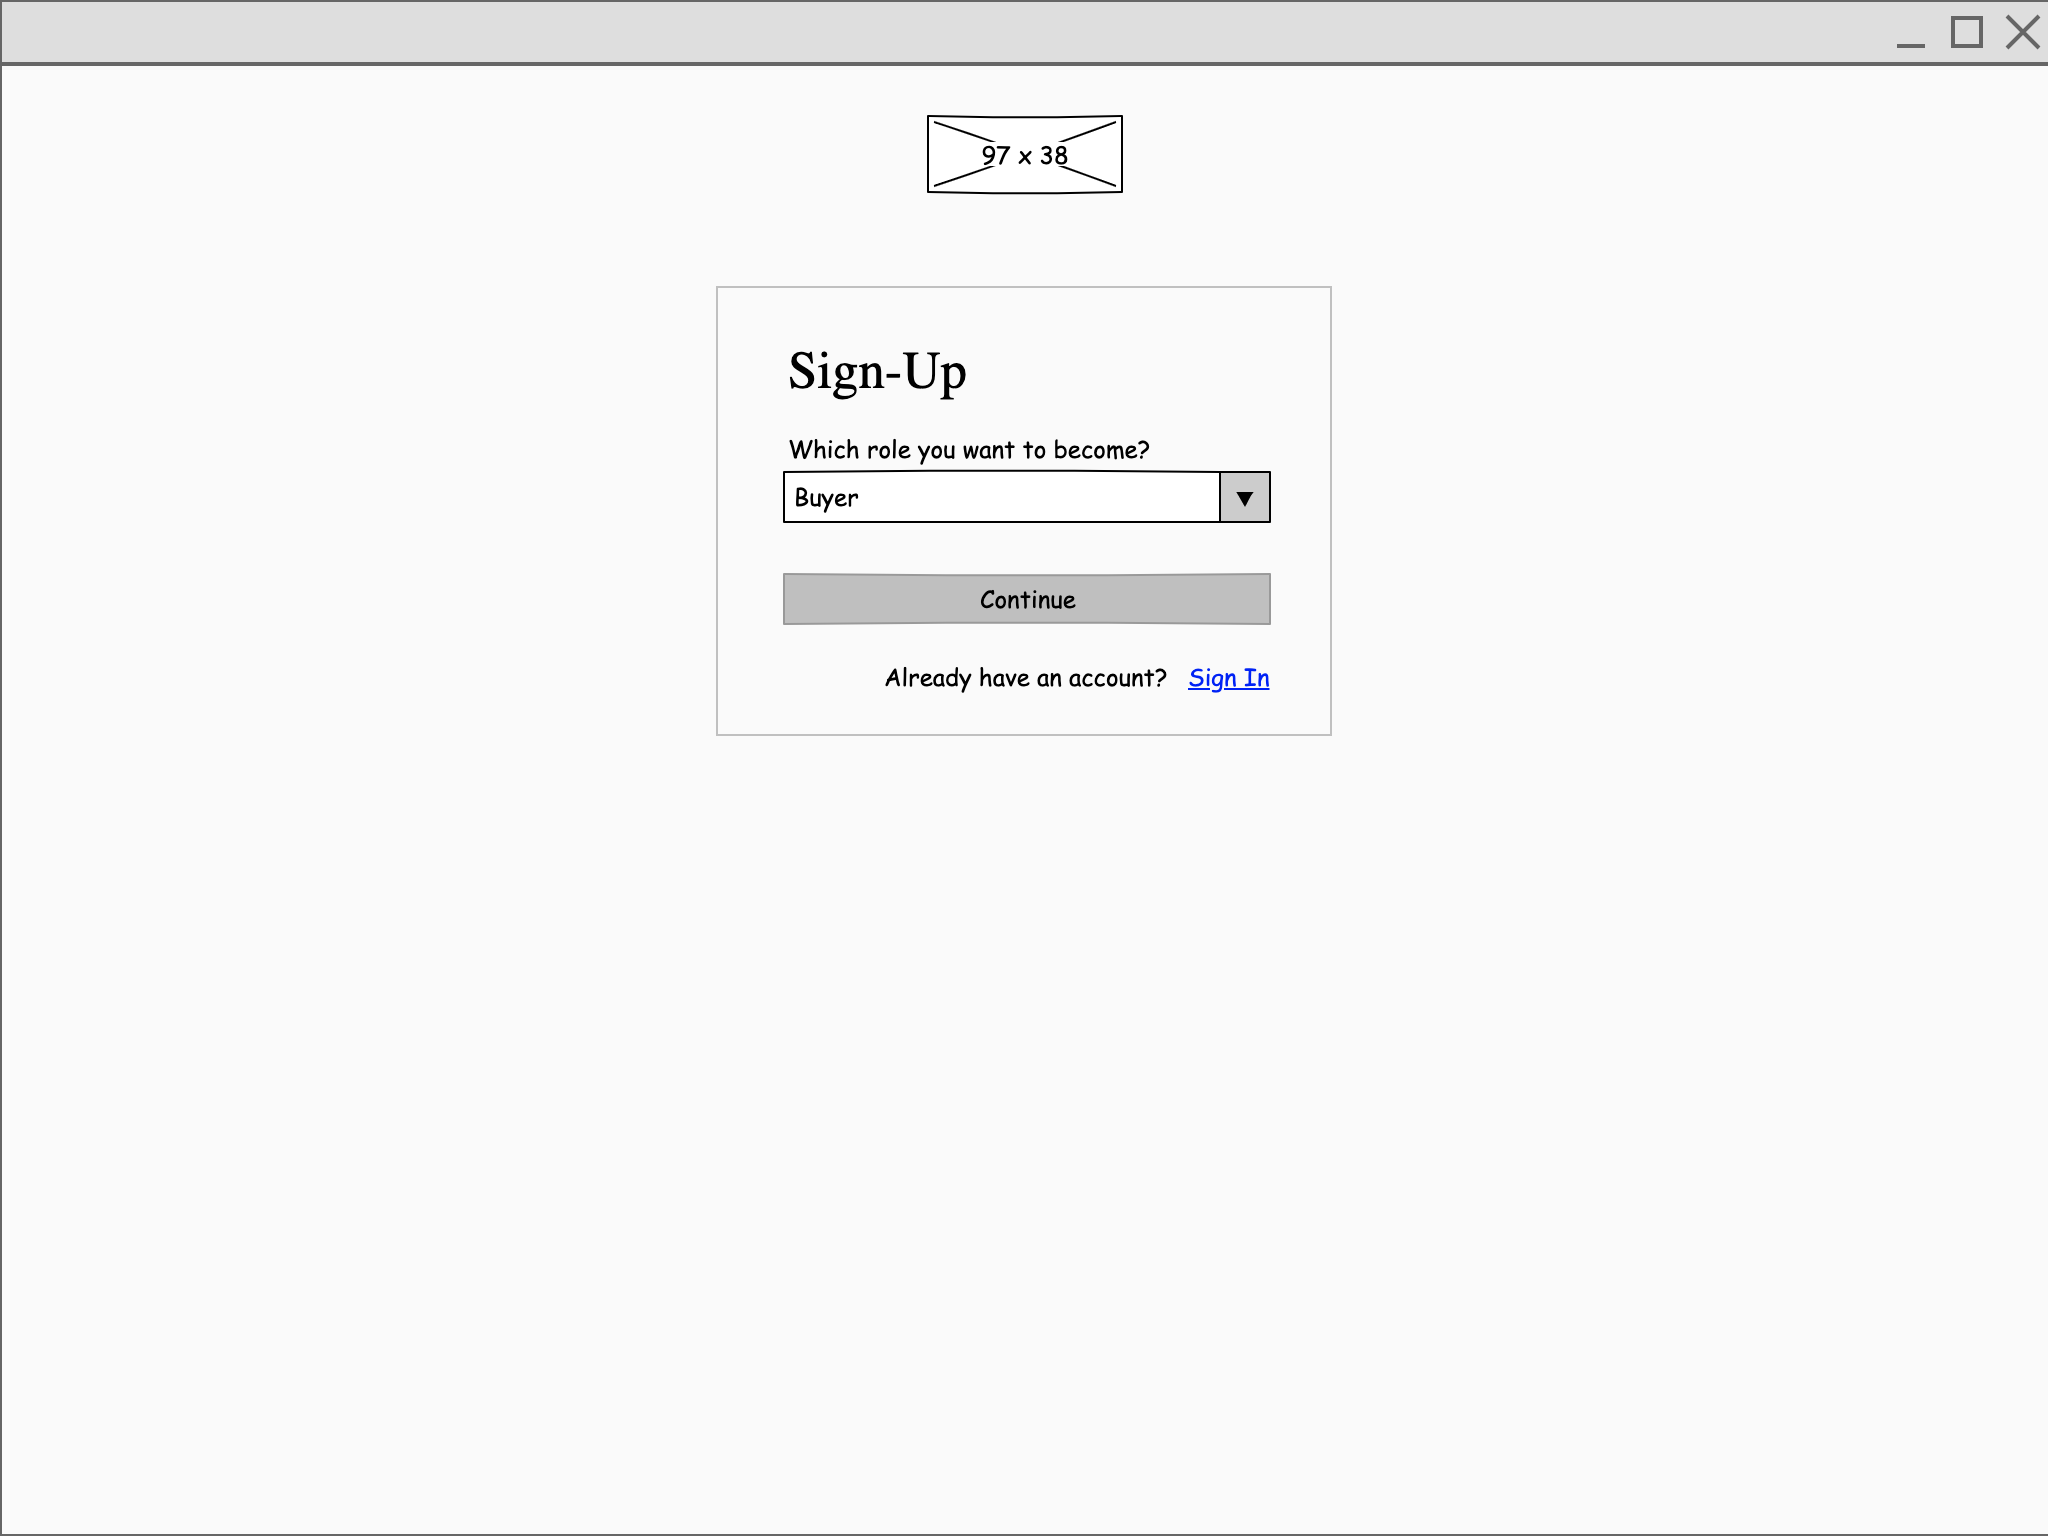 97 x 38
Sign-Up
Which role you want to become?
Buyer
Continue
Already have an account? Sign In